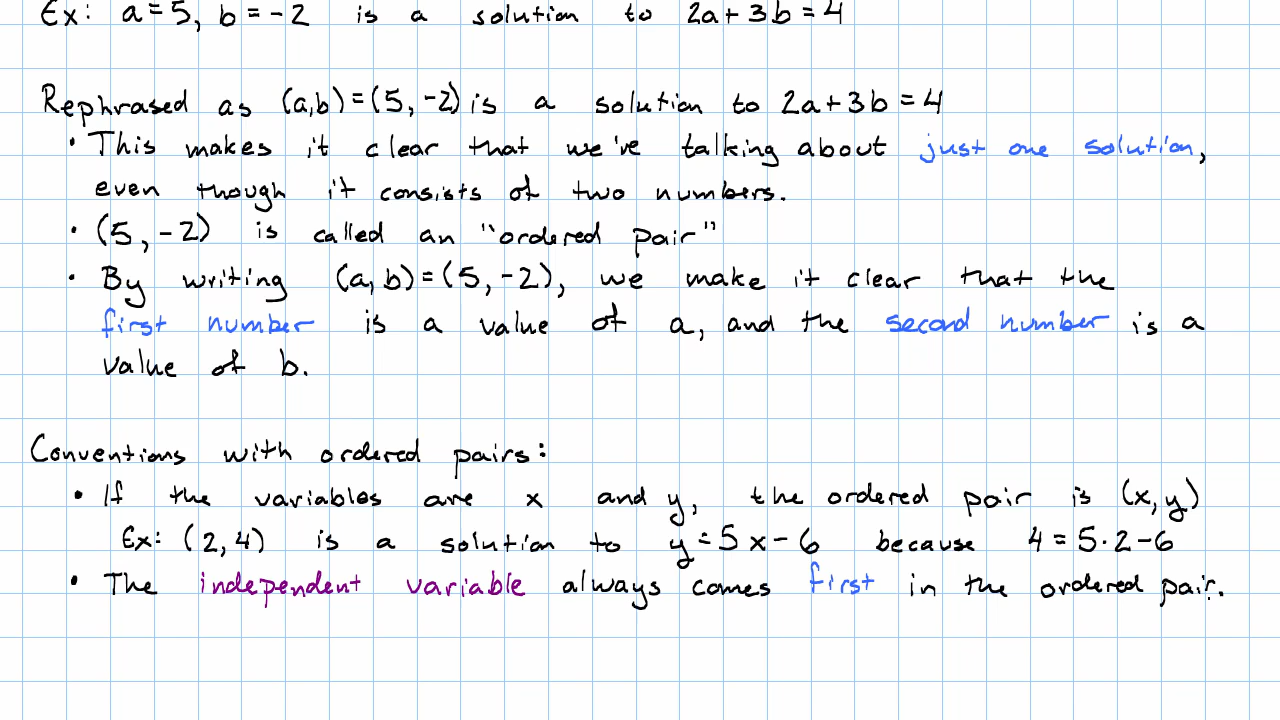 Ex: a=5, b=-2 is a solution to 2a+3b=4
Rephrased as (a,b)=(5,-2) is a solution to 2a+3b=4
• This makes it clear that we've talking about just one solution,
even though it consists of two numbers.
• (5,-2) is called an "ordered pair"
• By writing (a,b)=(5,-2), we make it clear that the
first number is a value of a, and the second number is a
value of b.
Conventions with ordered pairs:
• If the variables are x and y, the ordered pair is (x,y)
Ex: (2,4) is a solution to y=5x-6 because 4=5·2-6
• The independent variable always comes first in the ordered pair.